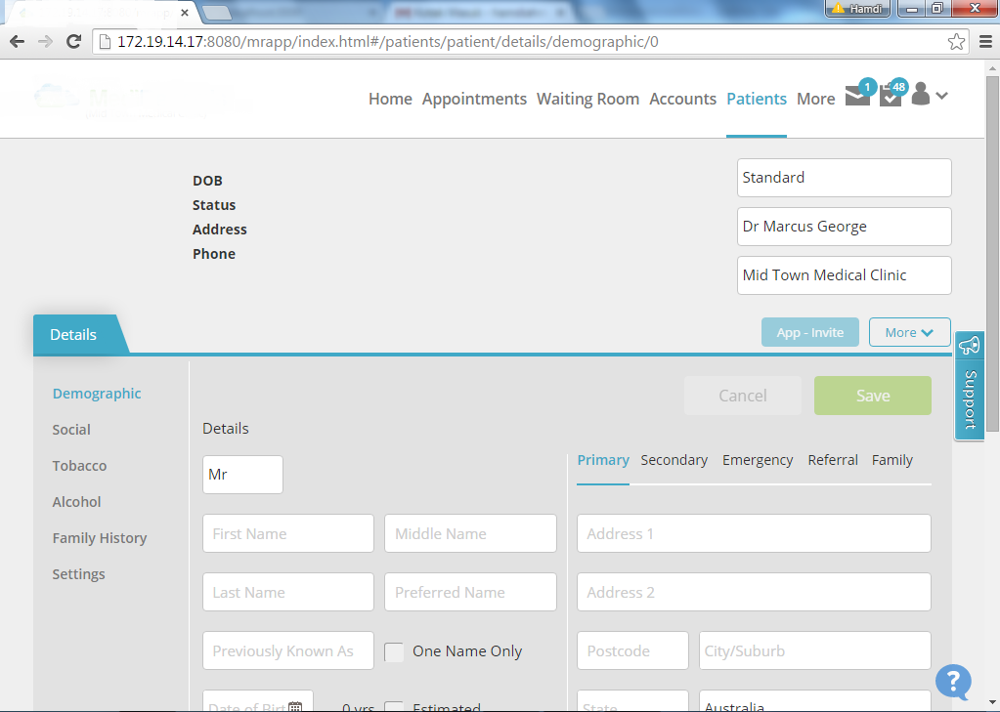 Hamdi
172.19.14.17:8080/mrapp/index.html#/patients/patient/details/demographic/0
Home Appointments Waiting Room Accounts Patients More 1 48
DOB
Status
Address
Phone
Standard
Dr Marcus George
Mid Town Medical Clinic
Details
App - Invite
More
Support
Demographic
Social
Tobacco
Alcohol
Family History
Settings
Cancel
Save
Details
Mr
First Name
Middle Name
Last Name
Preferred Name
Previously Known As
One Name Only
Date of Birt
0 yrs
Estimated
Primary Secondary Emergency Referral Family
Address 1
Address 2
Postcode
City/Suburb
State
Australia
?